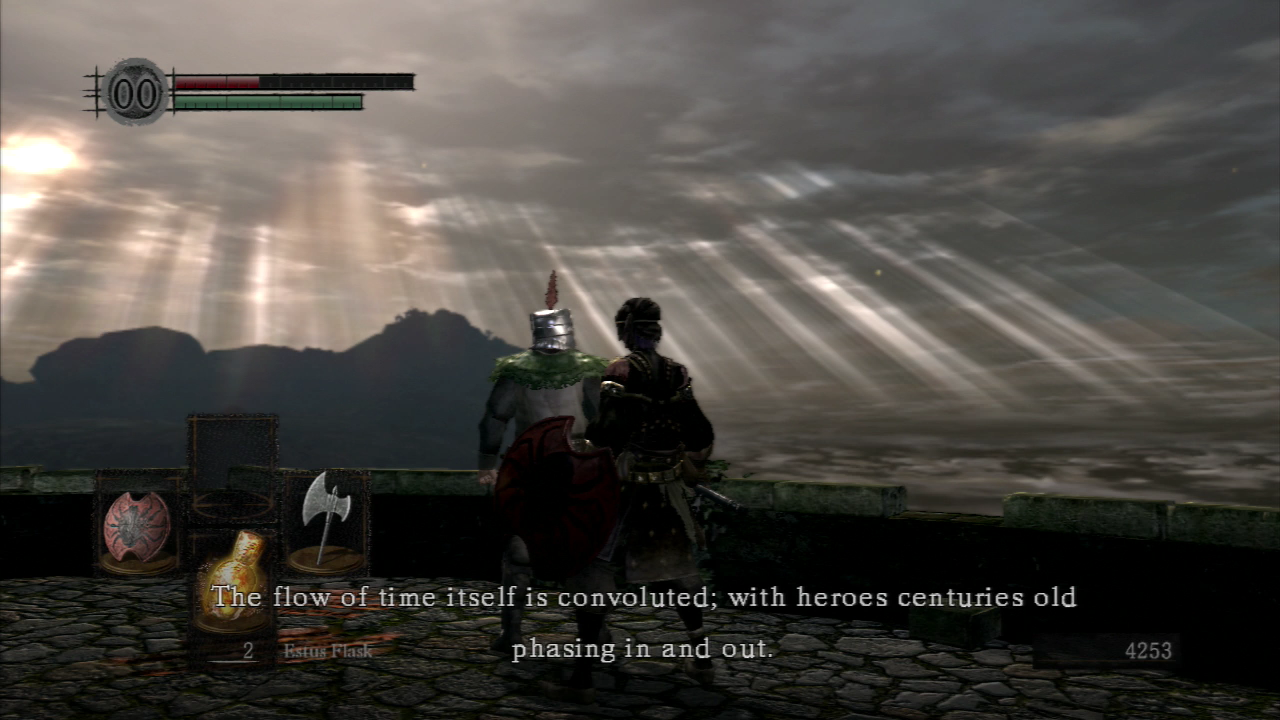 00
The flow of time itself is convoluted; with heroes centuries old
phasing in and out.
2 Estus Flask
4253